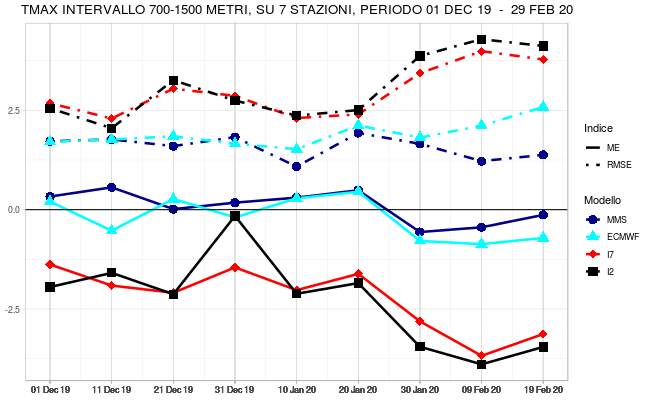 TMAX INTERVALLO 700-1500 METRI, SU 7 STAZIONI, PERIODO 01 DEC 19 - 29 FEB 20
2.5
0.0
-2.5
01 Dec 19 11 Dec 19 21 Dec 19 31 Dec 19 10 Jan 20 20 Jan 20 30 Jan 20 09 Feb 20 19 Feb 20
Indice
ME
RMSE
Modello
MMS
ECMWF
I7
I2